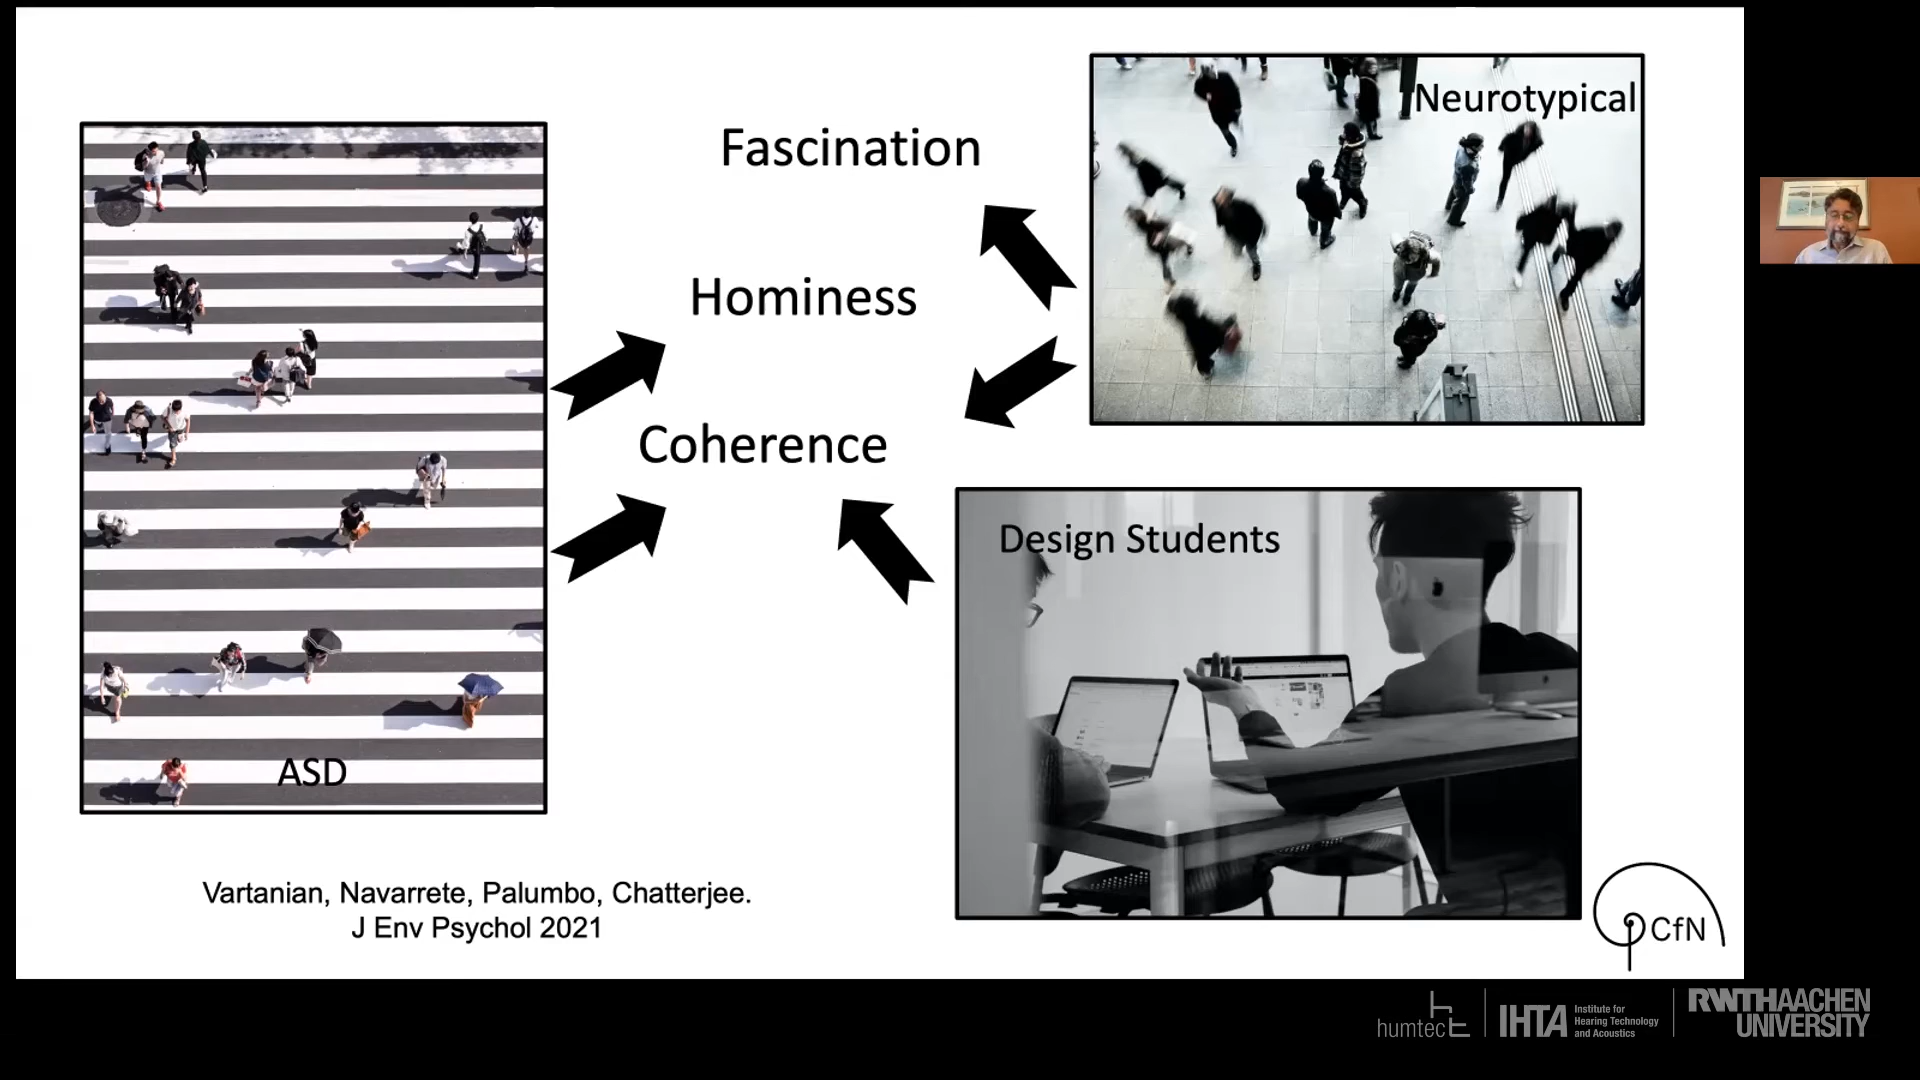 Fascination
Hominess
Coherence
Neurotypical
Design Students
ASD
Vartanian, Navarrete, Palumbo, Chatterjee.
J Env Psychol 2021
CfN
humtec
IHTA
Institute for
Hearing Technology
and Acoustics
RWTHAACHEN
UNIVERSITY